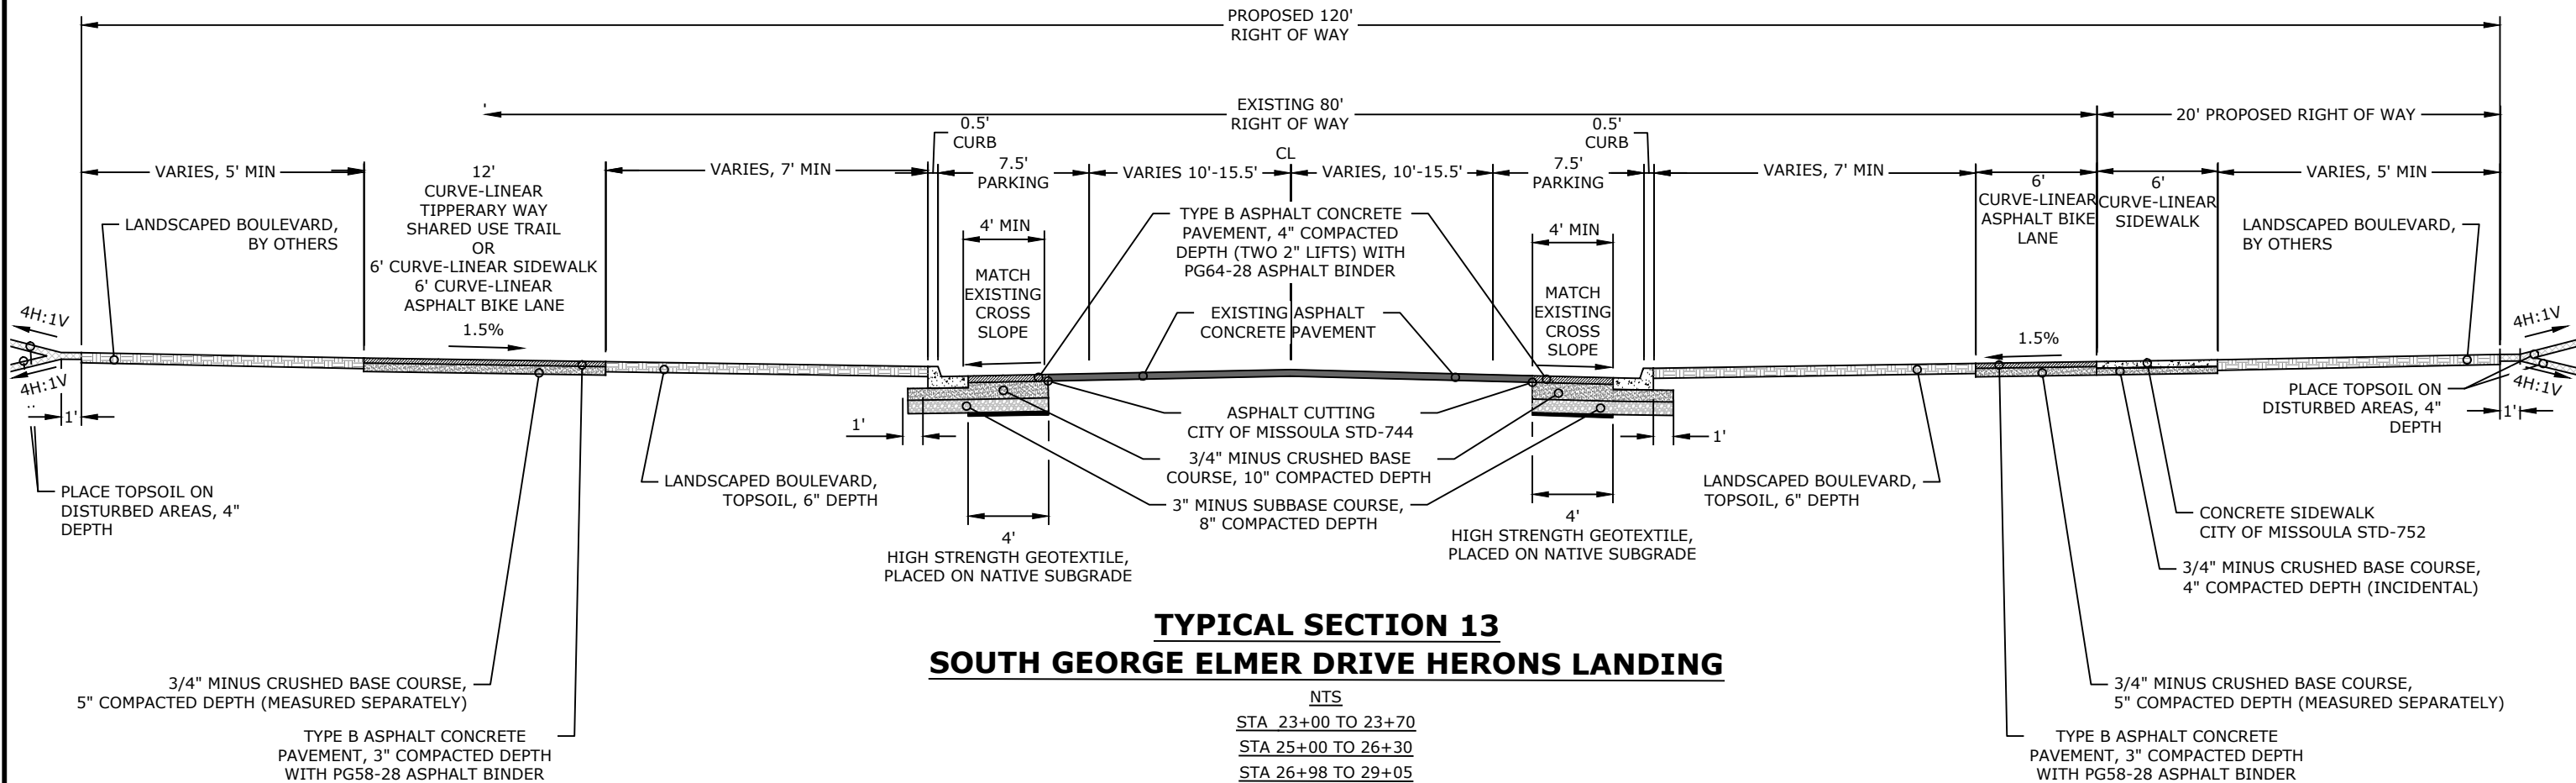 PROPOSED 120'
RIGHT OF WAY
EXISTING 80'
RIGHT OF WAY
20' PROPOSED RIGHT OF WAY
0.5'
CURB
0.5'
CURB
CL
VARIES, 5' MIN
12'
CURVE-LINEAR
TIPPERARY WAY
SHARED USE TRAIL
OR
6' CURVE-LINEAR SIDEWALK
6' CURVE-LINEAR
ASPHALT BIKE LANE
1.5%
VARIES, 7' MIN
7.5'
PARKING
VARIES 10'-15.5'
VARIES, 10'-15.5'
7.5'
PARKING
VARIES, 7' MIN
6'
CURVE-LINEAR
ASPHALT BIKE
LANE
6'
CURVE-LINEAR
SIDEWALK
VARIES, 5' MIN
LANDSCAPED BOULEVARD,
BY OTHERS
4' MIN
MATCH
EXISTING
CROSS
SLOPE
TYPE B ASPHALT CONCRETE
PAVEMENT, 4" COMPACTED
DEPTH (TWO 2" LIFTS) WITH
PG64-28 ASPHALT BINDER
EXISTING ASPHALT
CONCRETE PAVEMENT
4' MIN
MATCH
EXISTING
CROSS
SLOPE
LANDSCAPED BOULEVARD,
BY OTHERS
1.5%
4H:1V
4H:1V
4H:1V
4H:1V
1'
1'
1'
1'
PLACE TOPSOIL ON
DISTURBED AREAS, 4"
DEPTH
LANDSCAPED BOULEVARD,
TOPSOIL, 6" DEPTH
4'
HIGH STRENGTH GEOTEXTILE,
PLACED ON NATIVE SUBGRADE
ASPHALT CUTTING
CITY OF MISSOULA STD-744
3/4" MINUS CRUSHED BASE
COURSE, 10" COMPACTED DEPTH
3" MINUS SUBBASE COURSE,
8" COMPACTED DEPTH
4'
HIGH STRENGTH GEOTEXTILE,
PLACED ON NATIVE SUBGRADE
LANDSCAPED BOULEVARD,
TOPSOIL, 6" DEPTH
PLACE TOPSOIL ON
DISTURBED AREAS, 4"
DEPTH
CONCRETE SIDEWALK
CITY OF MISSOULA STD-752
3/4" MINUS CRUSHED BASE COURSE,
4" COMPACTED DEPTH (INCIDENTAL)
3/4" MINUS CRUSHED BASE COURSE,
5" COMPACTED DEPTH (MEASURED SEPARATELY)
TYPE B ASPHALT CONCRETE
PAVEMENT, 3" COMPACTED DEPTH
WITH PG58-28 ASPHALT BINDER
3/4" MINUS CRUSHED BASE COURSE,
5" COMPACTED DEPTH (MEASURED SEPARATELY)
TYPE B ASPHALT CONCRETE
PAVEMENT, 3" COMPACTED DEPTH
WITH PG58-28 ASPHALT BINDER
TYPICAL SECTION 13
SOUTH GEORGE ELMER DRIVE HERONS LANDING
NTS
STA 23+00 TO 23+70
STA 25+00 TO 26+30
STA 26+98 TO 29+05